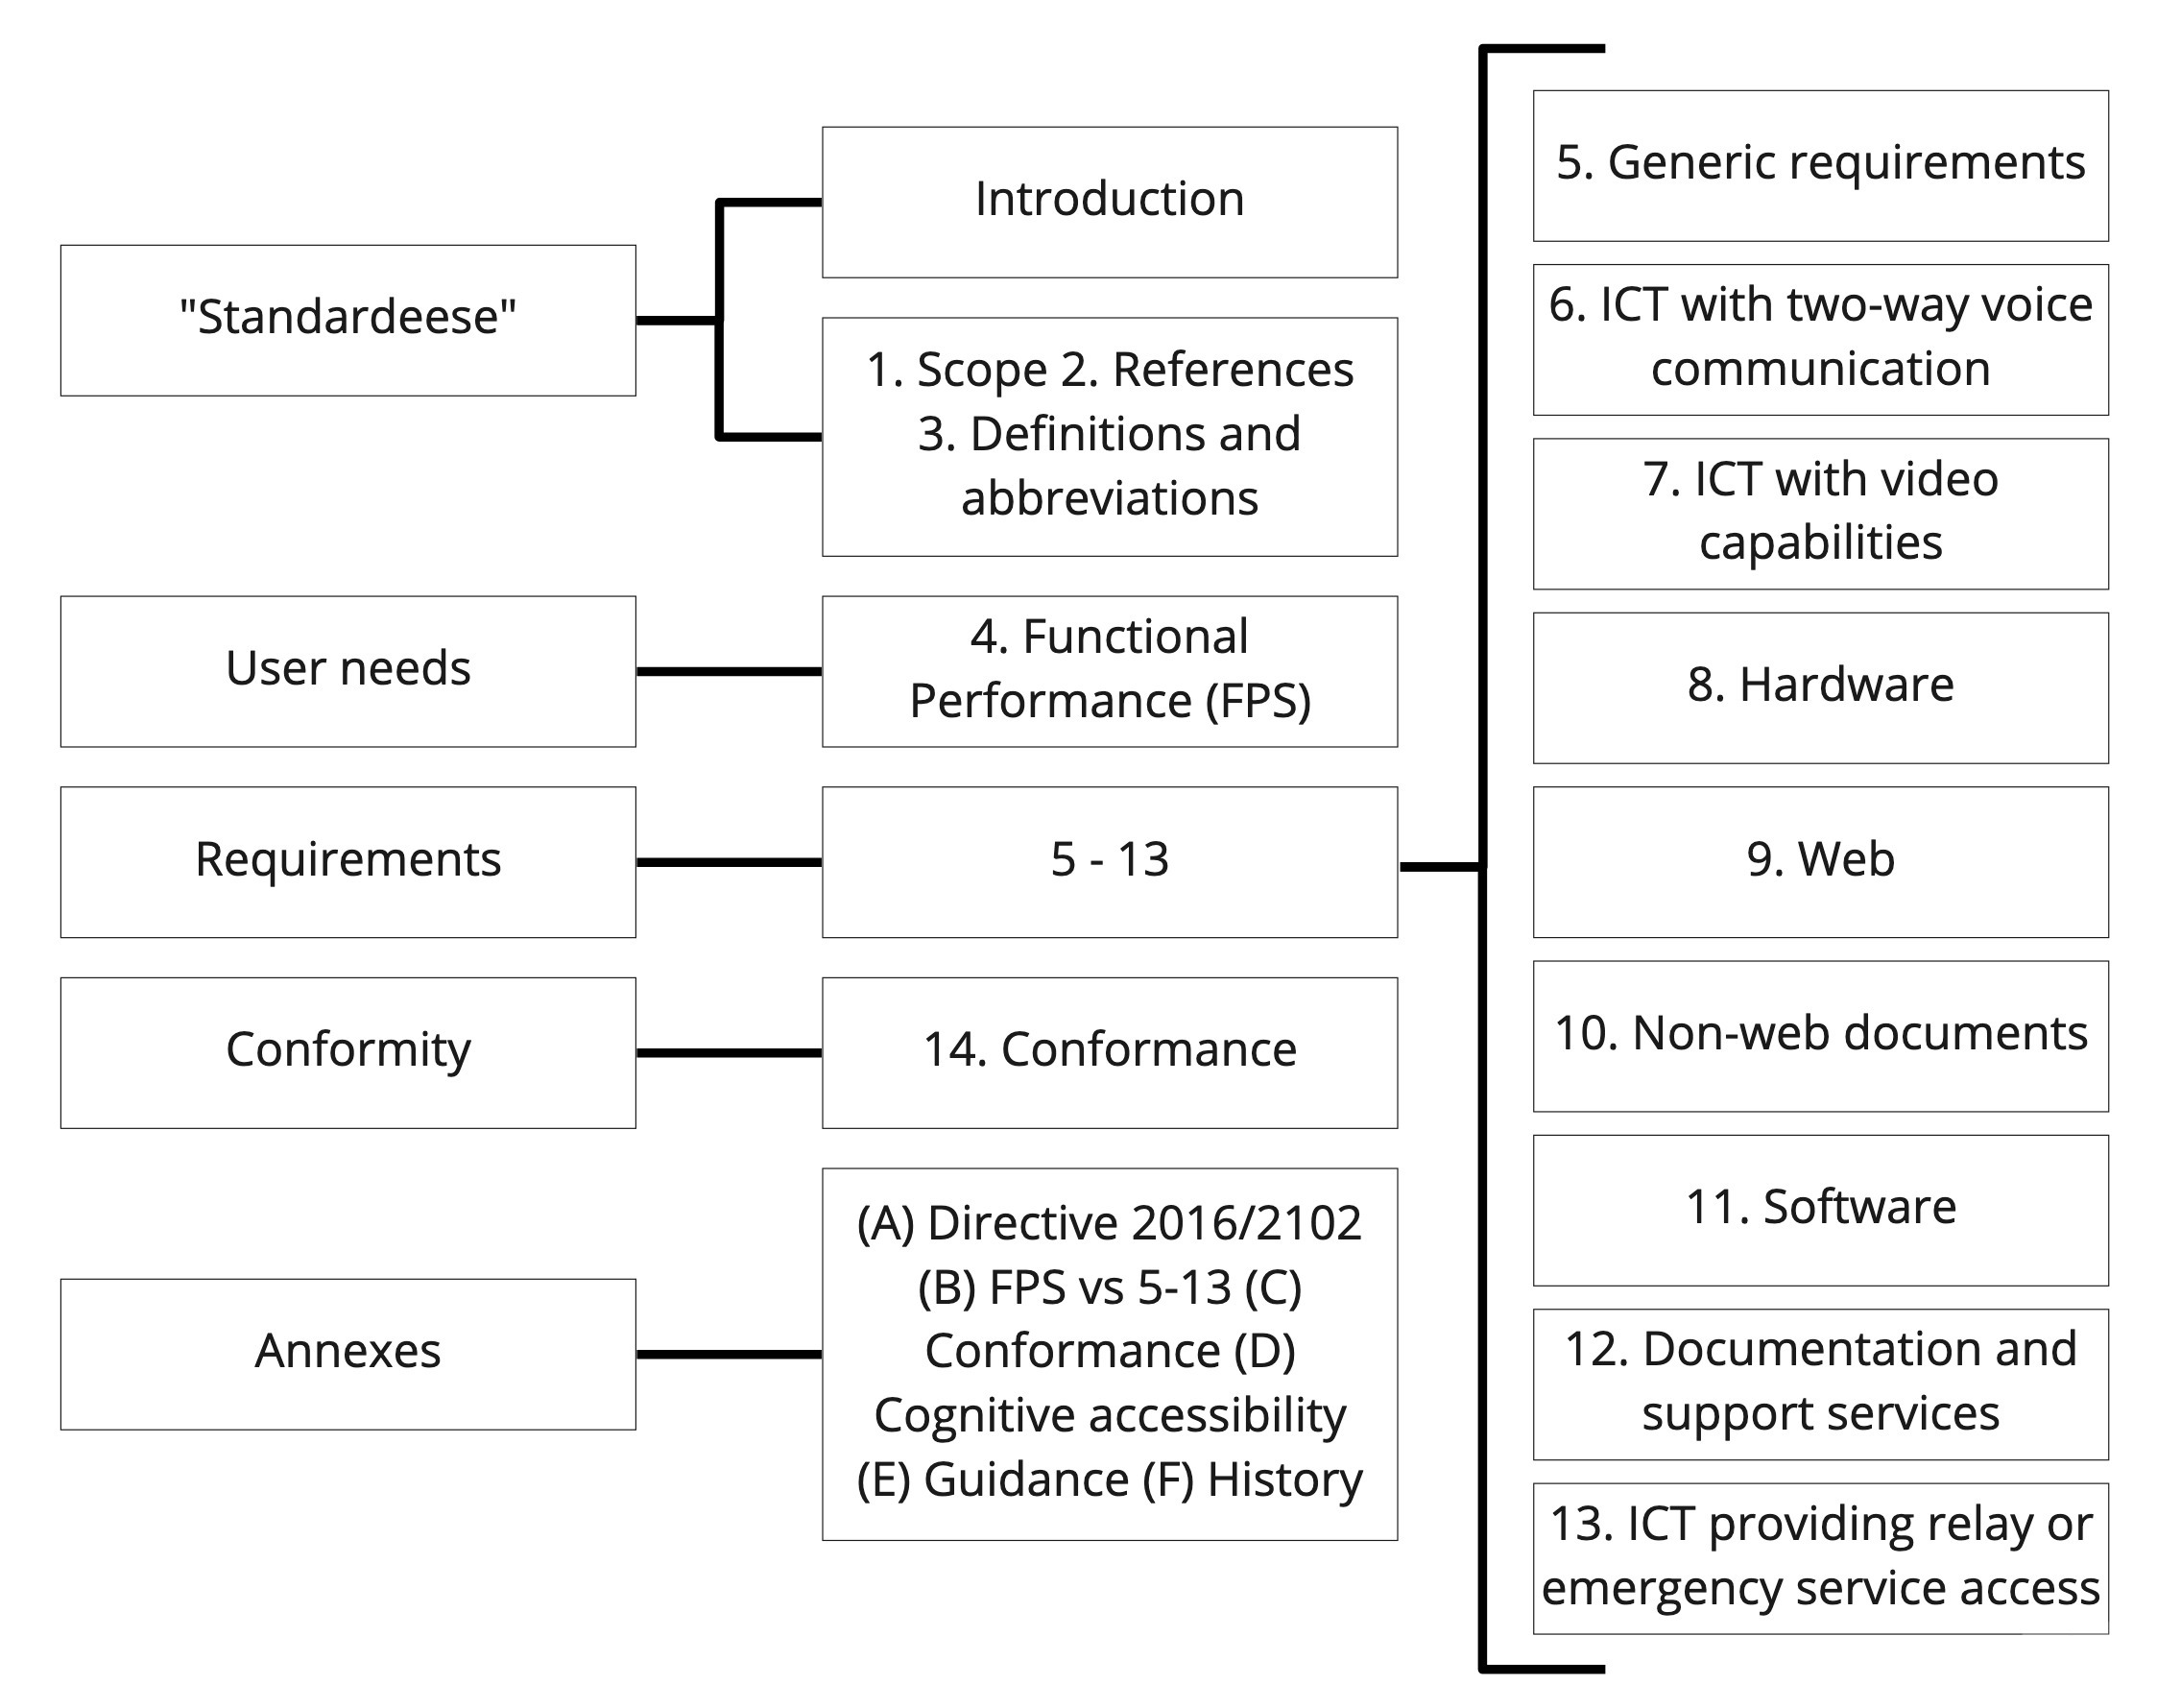 "Standardeese"
Introduction
1. Scope 2. References
3. Definitions and
abbreviations
User needs
4. Functional
Performance (FPS)
Requirements
5 - 13
Conformity
14. Conformance
Annexes
(A) Directive 2016/2102
(B) FPS vs 5-13 (C)
Conformance (D)
Cognitive accessibility
(E) Guidance (F) History
5. Generic requirements
6. ICT with two-way voice
communication
7. ICT with video
capabilities
8. Hardware
9. Web
10. Non-web documents
11. Software
12. Documentation and
support services
13. ICT providing relay or
emergency service access